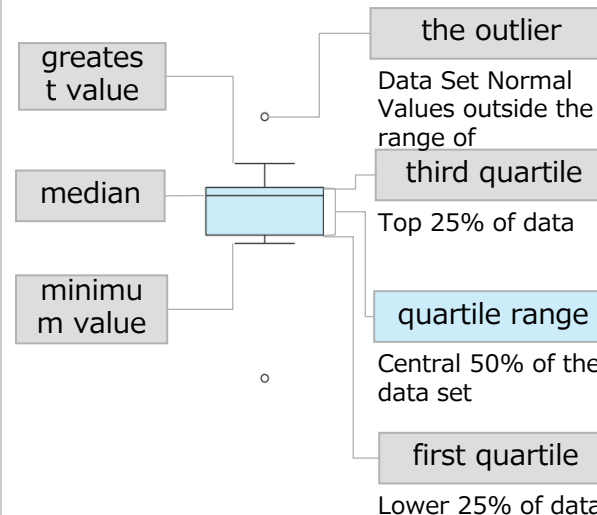 the outlier
greates
t value
Data Set Normal
Values outside the
range of
third quartile
median
Top 25% of data
minimu
m value
quartile range
Central 50% of the
data set
first quartile
Lower 25% of data